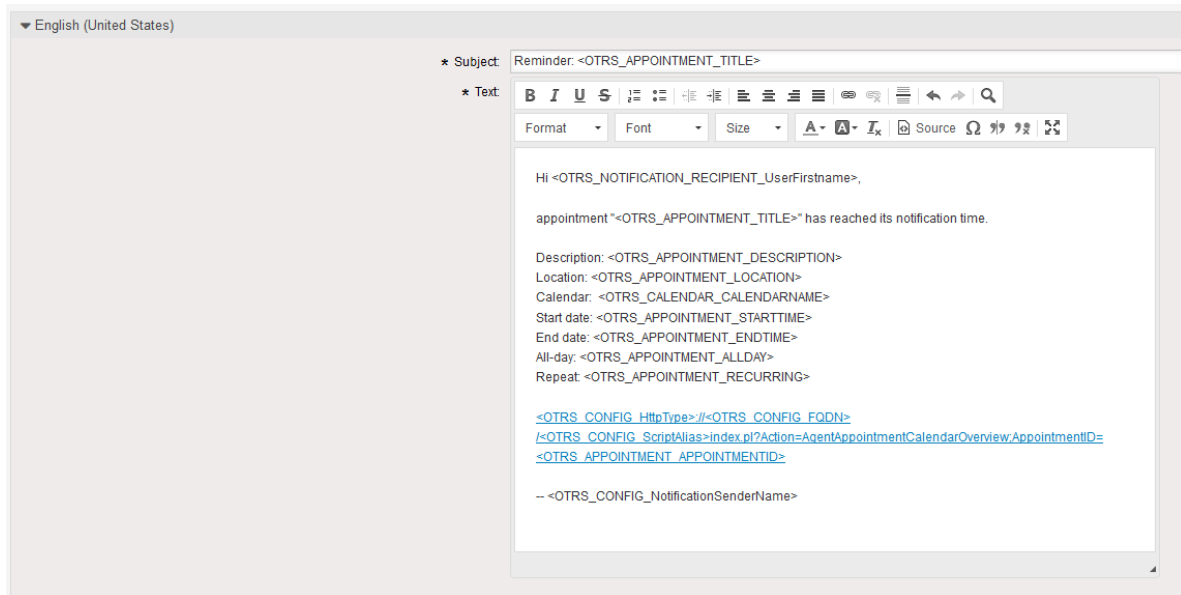 English (United States)
★ Subject: Reminder: <OTRS_APPOINTMENT_TITLE>
★ Text:
B I U S
Format Font Size A A Ix Source Ω
Hi <OTRS_NOTIFICATION_RECIPIENT_UserFirstname>,
appointment "<OTRS_APPOINTMENT_TITLE>" has reached its notification time.
Description: <OTRS_APPOINTMENT_DESCRIPTION>
Location: <OTRS_APPOINTMENT_LOCATION>
Calendar: <OTRS_CALENDAR_CALENDARNAME>
Start date: <OTRS_APPOINTMENT_STARTTIME>
End date: <OTRS_APPOINTMENT_ENDTIME>
All-day: <OTRS_APPOINTMENT_ALLDAY>
Repeat: <OTRS_APPOINTMENT_RECURRING>
<OTRS_CONFIG_HttpType>://<OTRS_CONFIG_FQDN>
/<OTRS_CONFIG_ScriptAlias>index.pl?Action=AgentAppointmentCalendarOverview;AppointmentID=
<OTRS_APPOINTMENT_APPOINTMENTID>
-- <OTRS_CONFIG_NotificationSenderName>